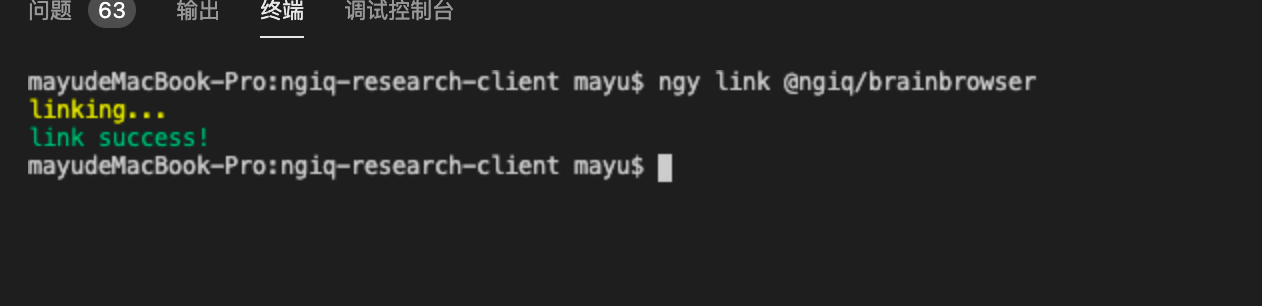 问题 63 输出 终端 调试控制台
mayudeMacBook-Pro:ngiq-research-client mayu$ ngy link @ngiq/brainbrowser
linking...
link success!
mayudeMacBook-Pro:ngiq-research-client mayu$